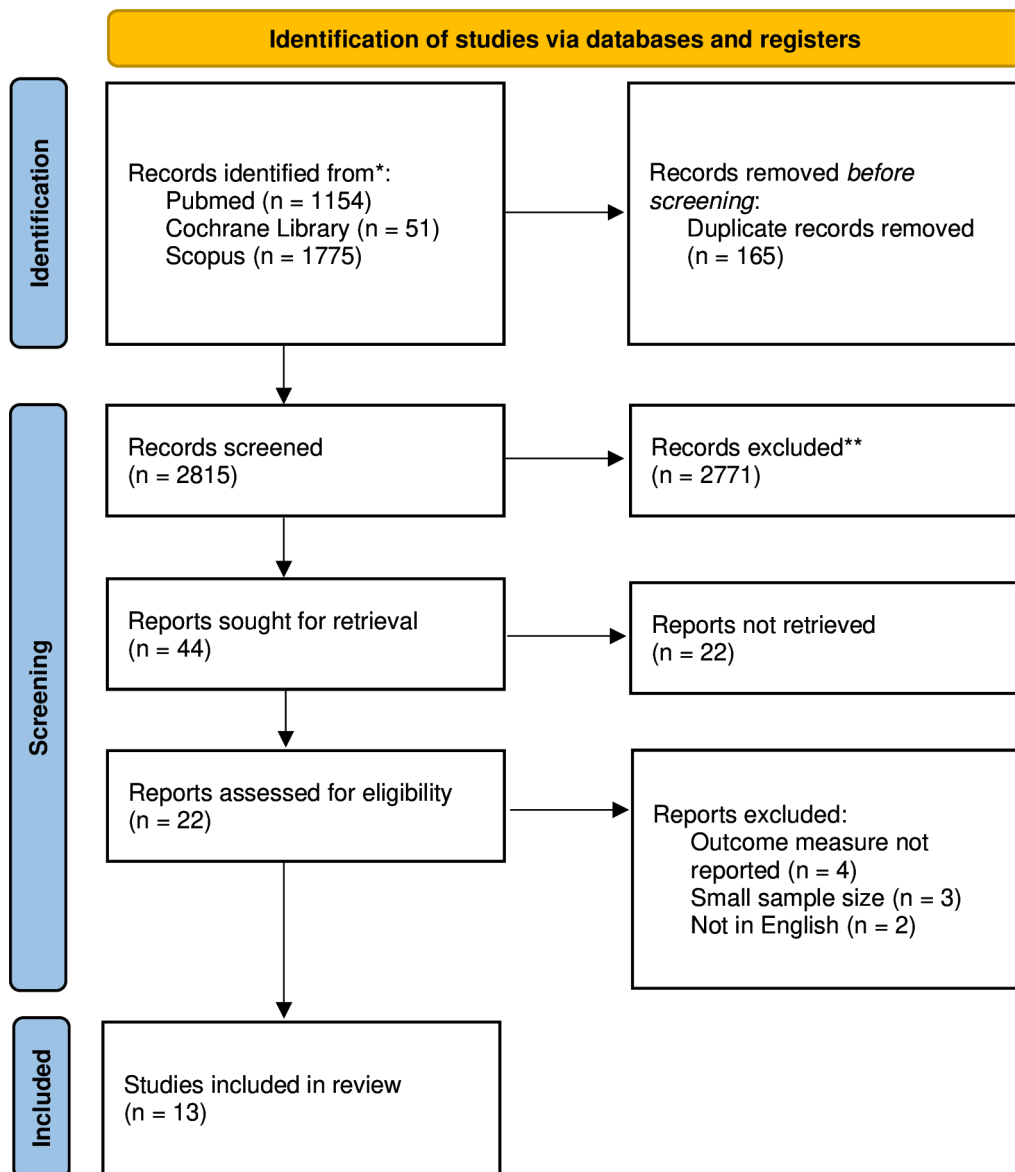 Identification of studies via databases and registers
Identification
Records identified from*:
Pubmed (n = 1154)
Cochrane Library (n = 51)
Scopus (n = 1775)
Records removed before
screening:
Duplicate records removed
(n = 165)
Screening
Records screened
(n = 2815)
Records excluded**
(n = 2771)
Reports sought for retrieval
(n = 44)
Reports not retrieved
(n = 22)
Reports assessed for eligibility
(n = 22)
Reports excluded:
Outcome measure not
reported (n = 4)
Small sample size (n = 3)
Not in English (n = 2)
Included
Studies included in review
(n = 13)